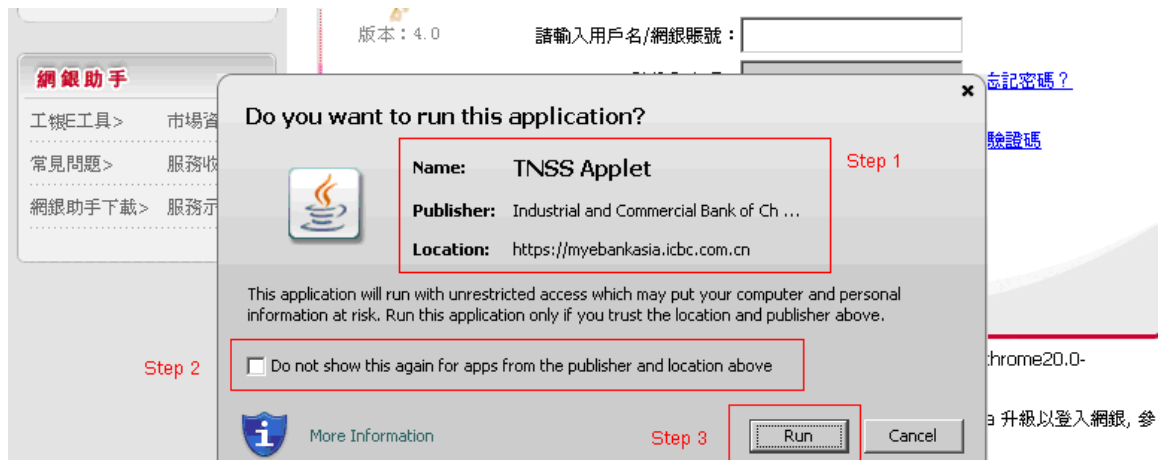 版本：4.0
請輸入用戶名/網銀賬號：
網銀助手
忘記密碼？
工銀E工具>
常見問題> 服務收
網銀助手下載> 服務示
驗證碼
Do you want to run this application?
Name: TNSS Applet
Step 1
Publisher: Industrial and Commercial Bank of Ch ...
Location: https://myebankasia.icbc.com.cn
This application will run with unrestricted access which may put your computer and personal
information at risk. Run this application only if you trust the location and publisher above.
Step 2
Do not show this again for apps from the publisher and location above
chrome20.0-
More Information
Step 3
Run
Cancel
a 升級以登入網銀, 參